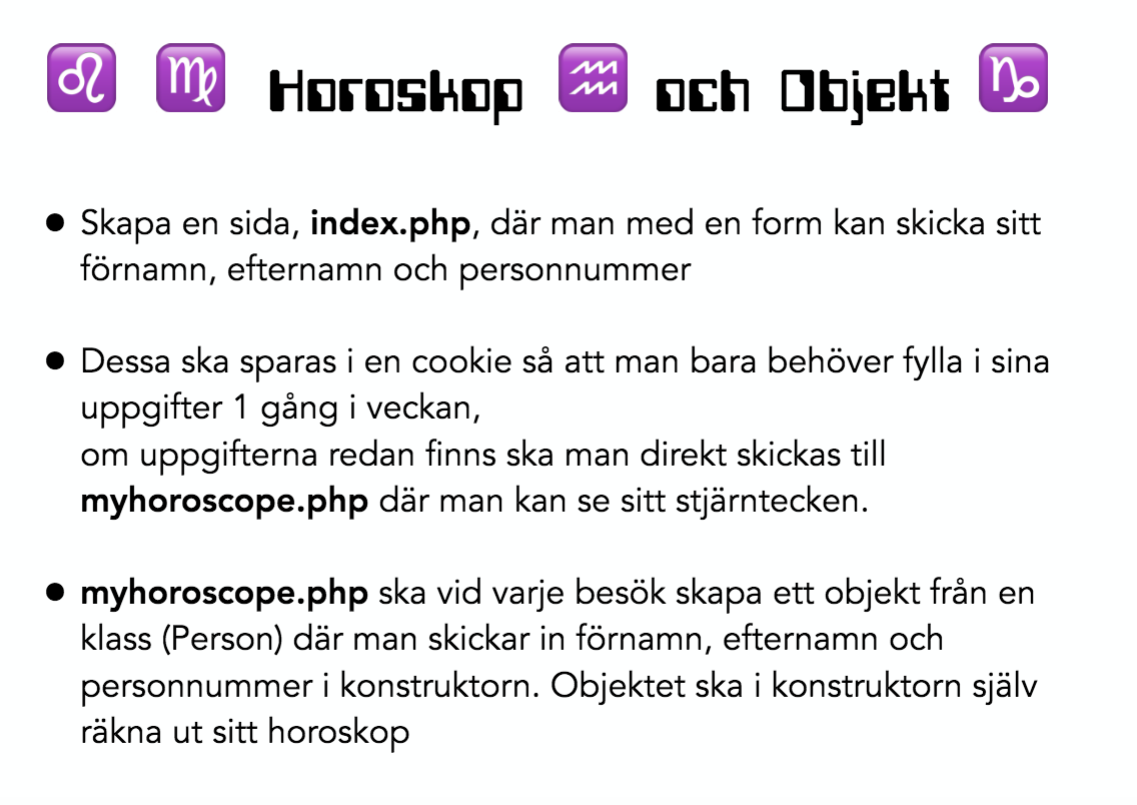 ♌ ♍ Horoskop ♒ och Objekt ♑
• Skapa en sida, index.php, där man med en form kan skicka sitt
förnamn, efternamn och personnummer
• Dessa ska sparas i en cookie så att man bara behöver fylla i sina
uppgifter 1 gång i veckan,
om uppgifterna redan finns ska man direkt skickas till
myhoroscope.php där man kan se sitt stjärntecken.
• myhoroscope.php ska vid varje besök skapa ett objekt från en
klass (Person) där man skickar in förnamn, efternamn och
personnummer i konstruktorn. Objektet ska i konstruktorn själv
räkna ut sitt horoskop